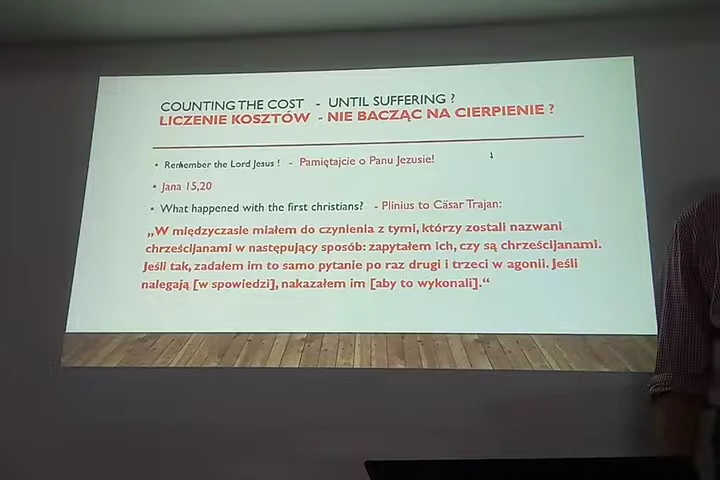 COUNTING THE COST - UNTIL SUFFERING ?
LICZENIE KOSZTÓW - NIE BACZĄC NA CIERPIENIE ?
• Remember the Lord Jesus ! - Pamiętajcie o Panu Jezusie!
• Jana 15,20
• What happened with the first christians? - Plinius to Cäsar Trajan:
„W międzyczasie miałem do czynienia z tymi, którzy zostali nazwani
chrześcijanami w następujący sposób: zapytałem ich, czy są chrześcijanami.
Jeśli tak, zadałem im to samo pytanie po raz drugi i trzeci w agonii. Jeśli
nalegają [w spowiedzi], nakazałem im [aby to wykonali].“